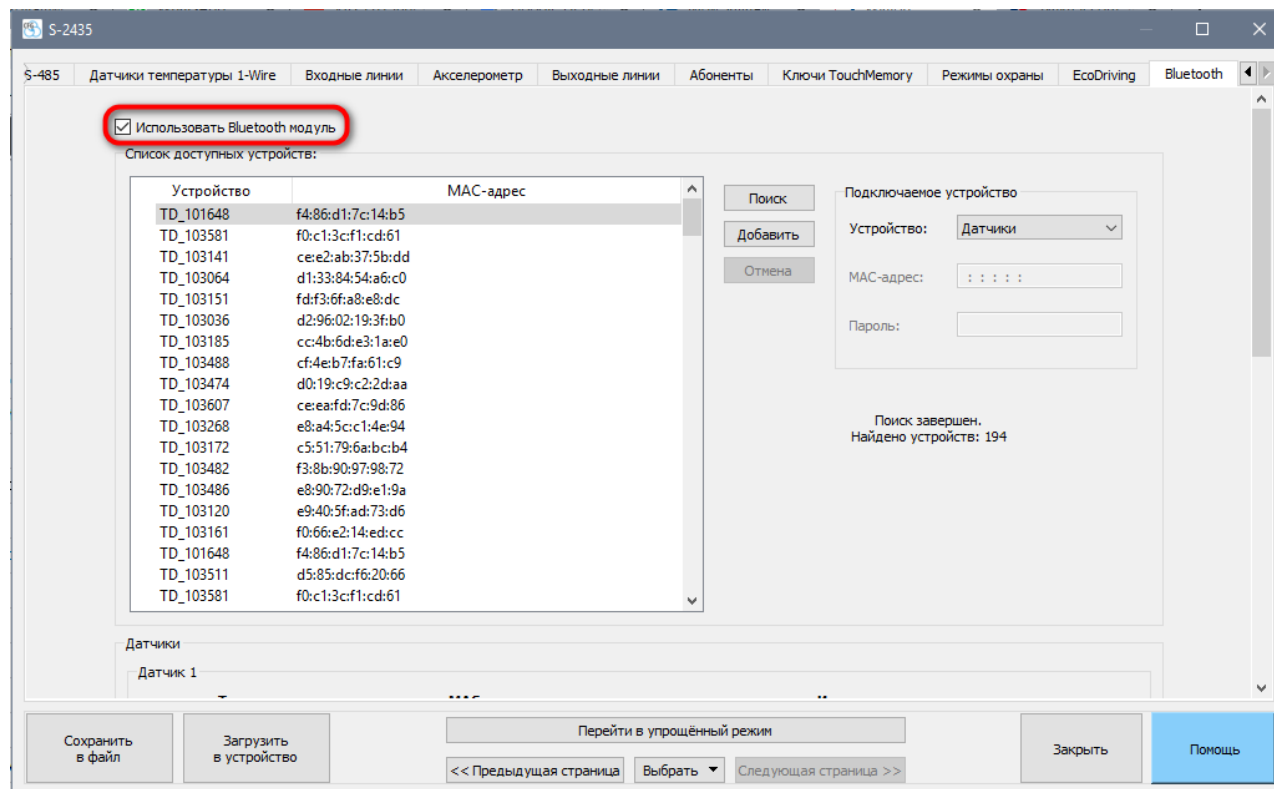 S-2435
S-485 Датчики температуры 1-Wire Входные линии Акселерометр Выходные линии Абоненты Ключи TouchMemory Режимы охраны EcoDriving Bluetooth
Использовать Bluetooth модуль
Список доступных устройств:
Устройство MAC-адрес
TD_101648 f4:86:d1:7c:14:b5
TD_103581 f0:c1:3c:f1:cd:61
TD_103141 ce:e2:ab:37:5b:dd
TD_103064 d1:33:84:54:a6:c0
TD_103151 fd:f3:6f:a8:e8:dc
TD_103036 d2:96:02:19:3f:b0
TD_103185 cc:4b:6d:e3:1a:e0
TD_103488 cf:4e:b7:fa:61:c9
TD_103474 d0:19:c9:c2:2d:aa
TD_103607 ce:ea:fd:7c:9d:86
TD_103268 e8:a4:5c:c1:4e:94
TD_103172 c5:51:79:6a:bc:b4
TD_103482 f3:8b:90:97:98:72
TD_103486 e8:90:72:d9:e1:9a
TD_103120 e9:40:5f:ad:73:d6
TD_103161 f0:66:e2:14:ed:cc
TD_101648 f4:86:d1:7c:14:b5
TD_103511 d5:85:dc:f6:20:66
TD_103581 f0:c1:3c:f1:cd:61
Поиск
Добавить
Отмена
Подключаемое устройство
Устройство: Датчики
MAC-адрес: : : : : :
Пароль:
Поиск завершен.
Найдено устройств: 194
Датчики
Датчик 1
Сохранить
в файл
Загрузить
в устройство
Перейти в упрощённый режим
<< Предыдущая страница Выбрать Следующая страница >>
Закрыть
Помощь